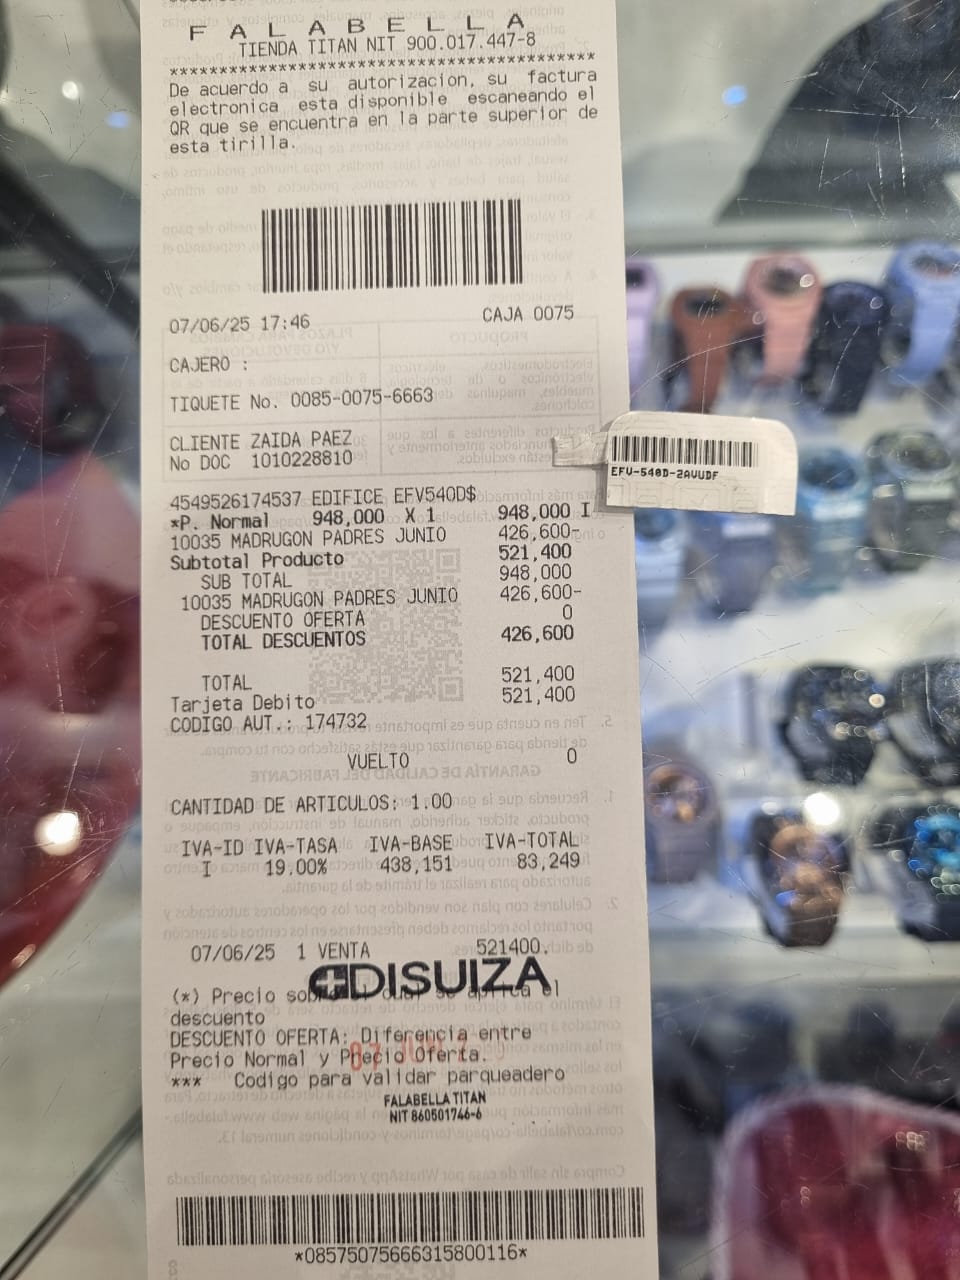 F A L A B E L L A
TIENDA TITAN NIT 900.017.447-8
******************************************
De acuerdo a su autorizacion, su factura
electronica esta disponible escaneando el
QR que se encuentra en la parte superior de
esta tirilla.
07/06/25 17:46 CAJA 0075
CAJERO :
TIQUETE No. 0085-0075-6663
CLIENTE ZAIDA PAEZ
No DOC 1010228810
EFV-540D-2AVUDF
4549526174537 EDIFICE EFV540D$
*P. Normal 948,000 X 1 948,000 I
10035 MADRUGON PADRES JUNIO 426,600-
Subtotal Producto 521,400
SUB TOTAL 948,000
10035 MADRUGON PADRES JUNIO 426,600-
DESCUENTO OFERTA 0
TOTAL DESCUENTOS 426,600
TOTAL 521,400
Tarjeta Debito 521,400
CODIGO AUT.: 174732
VUELTO 0
CANTIDAD DE ARTICULOS: 1.00
IVA-ID IVA-TASA IVA-BASE IVA-TOTAL
I 19.00% 438,151 83,249
07/06/25 1 VENTA 521400.
DISUIZA
(*) Precio sobre el cual se aplica el
descuento
DESCUENTO OFERTA: Diferencia entre
Precio Normal y Precio Oferta.
*** Codigo para validar parqueadero
FALABELLA TITAN
NIT 860501746-6
*08575075666315800116*